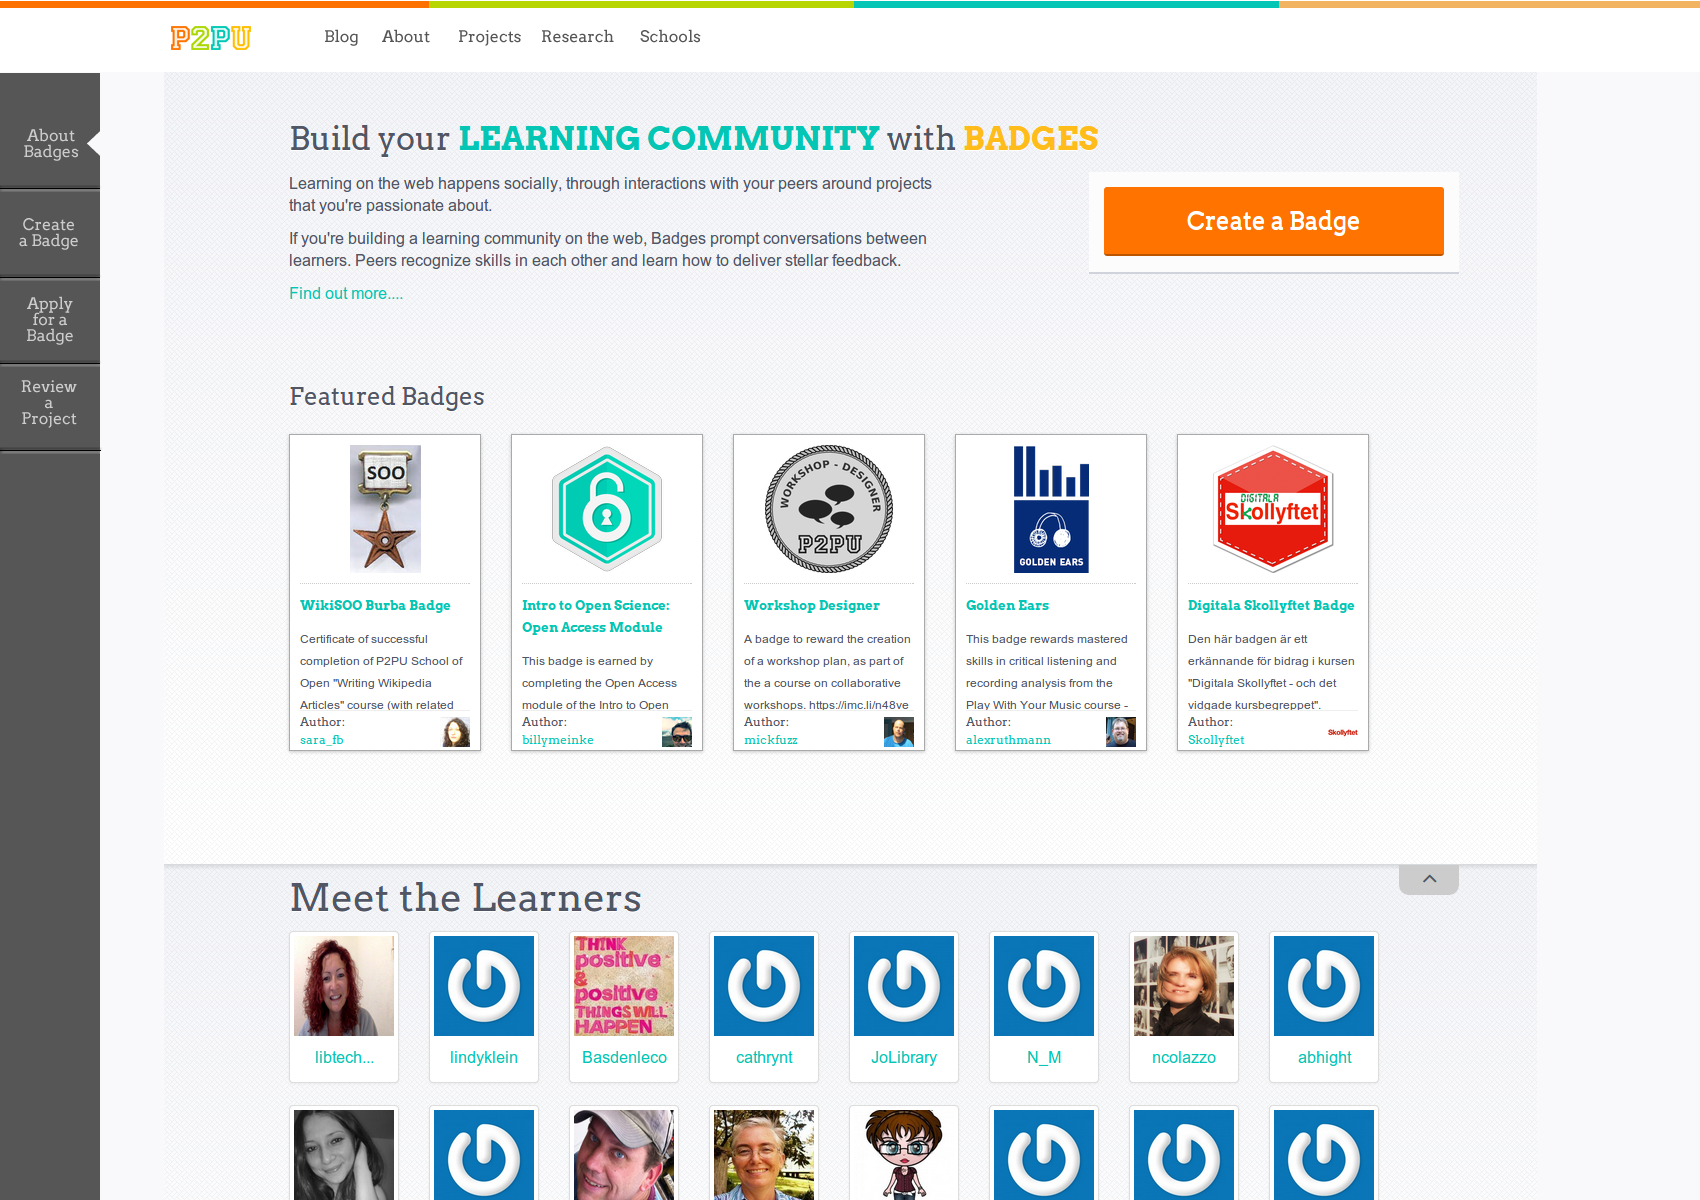 P2PU
Blog
About
Projects
Research
Schools
About
Badges
Create
a Badge
Apply
for a
Badge
Review
a
Project
Build your LEARNING COMMUNITY with BADGES
Learning on the web happens socially, through interactions with your peers around projects
that you're passionate about.
If you're building a learning community on the web, Badges prompt conversations between
learners. Peers recognize skills in each other and learn how to deliver stellar feedback.
Find out more....
Create a Badge
Featured Badges
SOO
WikiSOO Burba Badge
Certificate of successful
completion of P2PU School of
Open "Writing Wikipedia
Articles" course (with related
Author:
sara_fb
Intro to Open Science:
Open Access Module
This badge is earned by
completing the Open Access
module of the Intro to Open
Author:
billymeinke
WORKSHOP - DESIGNER
P2PU
Workshop Designer
A badge to reward the creation
of a workshop plan, as part of
the a course on collaborative
workshops. https://imc.li/n48ve
Author:
mickfuzz
GOLDEN EARS
Golden Ears
This badge rewards mastered
skills in critical listening and
recording analysis from the
Play With Your Music course -
Author:
alexruthmann
DIGITALA
Skollyftet
Digitala Skollyftet Badge
Den här badgen är ett
erkännande för bidrag i kursen
"Digitala Skollyftet - och det
vidgade kursbegreppet".
Author:
Skollyftet
Skollyftet
Meet the Learners
libtech...
lindyklein
THINK
positive
&
positive
THINGS WILL
HAPPEN
Basdenleco
cathrynt
JoLibrary
N_M
ncolazzo
abhight